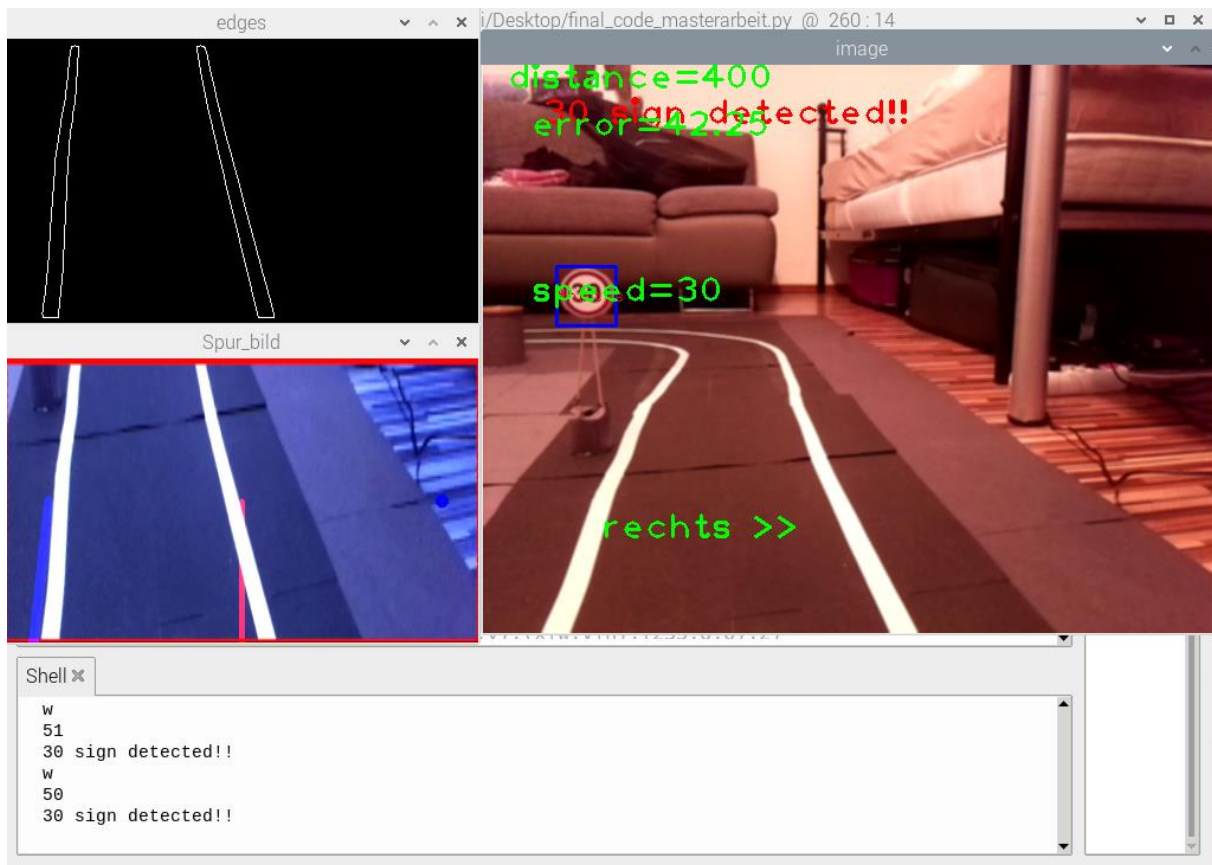 edges
i/Desktop/final_code_masterarbeit.py @ 260:14
image
distance=400
30 sign detected!!
error=42.25
speed=30
30
rechts >>
Spur_bild
Shell
w
51
30 sign detected!!
w
50
30 sign detected!!